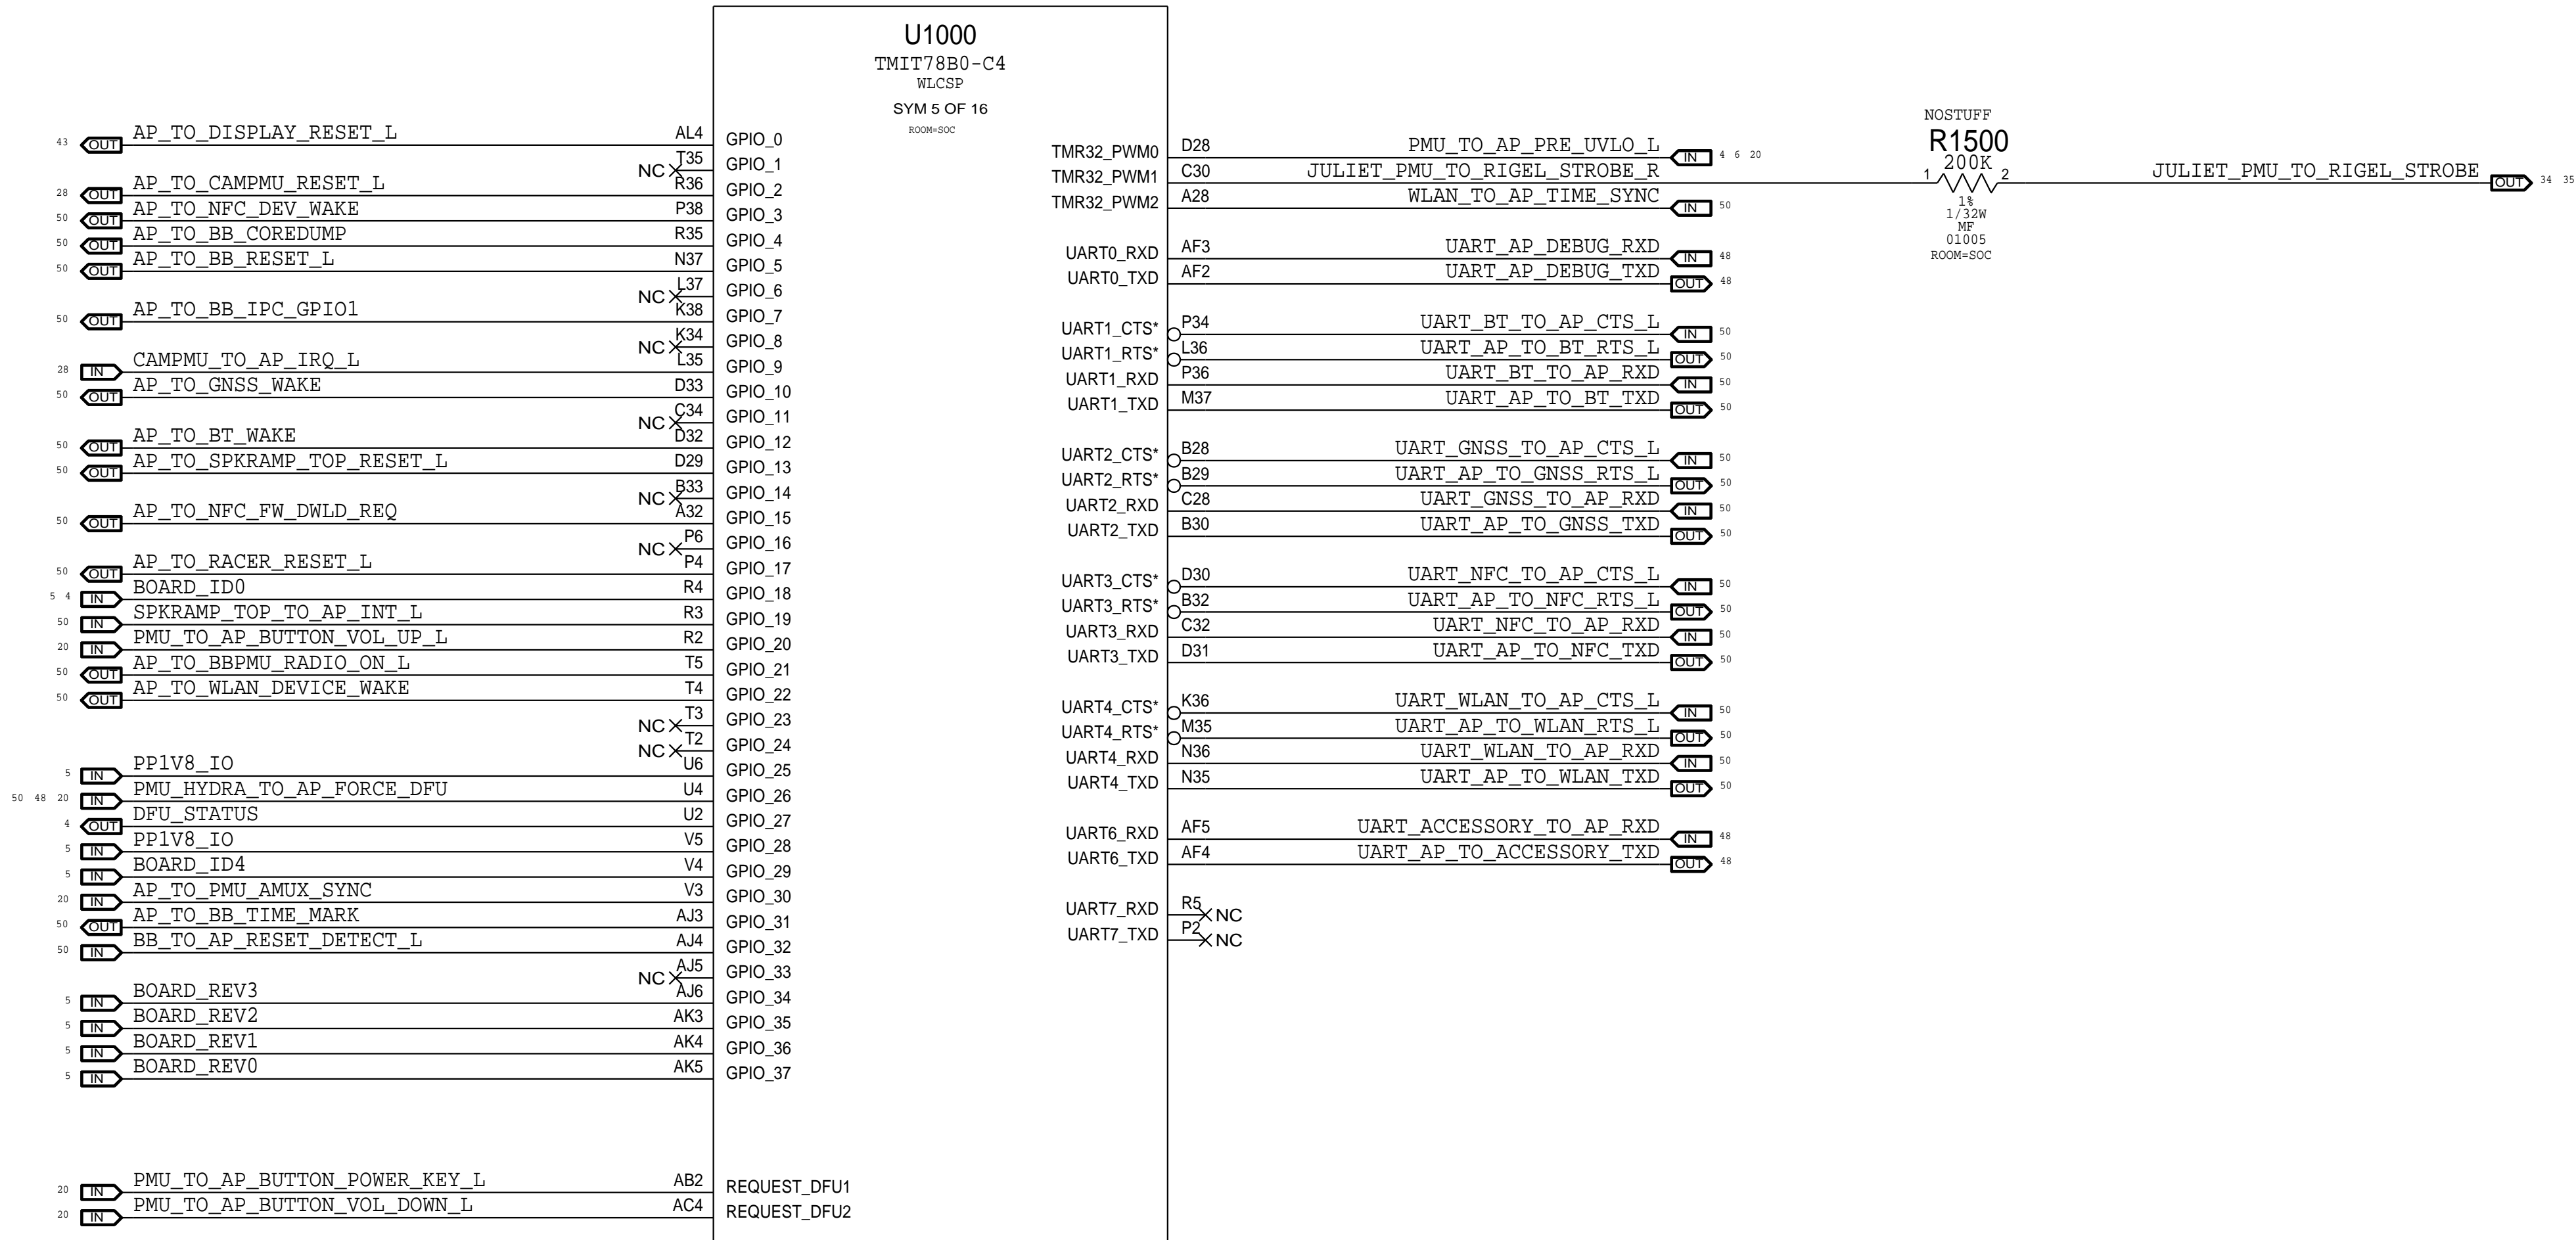 U1000
TMIT78B0-C4
WLCSP
SYM 5 OF 16
ROOM=SOC
43 OUT AP_TO_DISPLAY_RESET_L AL4 GPIO_0
NC T35 GPIO_1
28 OUT AP_TO_CAMPMU_RESET_L R36 GPIO_2
50 OUT AP_TO_NFC_DEV_WAKE P38 GPIO_3
50 OUT AP_TO_BB_COREDUMP R35 GPIO_4
50 OUT AP_TO_BB_RESET_L N37 GPIO_5
NC L37 GPIO_6
50 OUT AP_TO_BB_IPC_GPIO1 K38 GPIO_7
NC K34 GPIO_8
28 IN CAMPMU_TO_AP_IRQ_L L35 GPIO_9
50 OUT AP_TO_GNSS_WAKE D33 GPIO_10
NC C34 GPIO_11
50 OUT AP_TO_BT_WAKE D32 GPIO_12
50 OUT AP_TO_SPKRAMP_TOP_RESET_L D29 GPIO_13
NC B33 GPIO_14
50 OUT AP_TO_NFC_FW_DWLD_REQ A32 GPIO_15
NC P6 GPIO_16
50 OUT AP_TO_RACER_RESET_L P4 GPIO_17
5 4 IN BOARD_ID0 R4 GPIO_18
50 IN SPKRAMP_TOP_TO_AP_INT_L R3 GPIO_19
20 IN PMU_TO_AP_BUTTON_VOL_UP_L R2 GPIO_20
50 OUT AP_TO_BBPMU_RADIO_ON_L T5 GPIO_21
50 OUT AP_TO_WLAN_DEVICE_WAKE T4 GPIO_22
NC T3 GPIO_23
NC T2 GPIO_24
5 IN PP1V8_IO U6 GPIO_25
50 48 20 IN PMU_HYDRA_TO_AP_FORCE_DFU U4 GPIO_26
4 OUT DFU_STATUS U2 GPIO_27
5 IN PP1V8_IO V5 GPIO_28
5 IN BOARD_ID4 V4 GPIO_29
20 IN AP_TO_PMU_AMUX_SYNC V3 GPIO_30
50 OUT AP_TO_BB_TIME_MARK AJ3 GPIO_31
50 IN BB_TO_AP_RESET_DETECT_L AJ4 GPIO_32
NC AJ5 GPIO_33
5 IN BOARD_REV3 AJ6 GPIO_34
5 IN BOARD_REV2 AK3 GPIO_35
5 IN BOARD_REV1 AK4 GPIO_36
5 IN BOARD_REV0 AK5 GPIO_37
20 IN PMU_TO_AP_BUTTON_POWER_KEY_L AB2 REQUEST_DFU1
20 IN PMU_TO_AP_BUTTON_VOL_DOWN_L AC4 REQUEST_DFU2
TMR32_PWM0 D28 PMU_TO_AP_PRE_UVLO_L IN 4 6 20
TMR32_PWM1 C30 JULIET_PMU_TO_RIGEL_STROBE_R
TMR32_PWM2 A28 WLAN_TO_AP_TIME_SYNC IN 50
UART0_RXD AF3 UART_AP_DEBUG_RXD IN 48
UART0_TXD AF2 UART_AP_DEBUG_TXD OUT 48
UART1_CTS* P34 UART_BT_TO_AP_CTS_L IN 50
UART1_RTS* L36 UART_AP_TO_BT_RTS_L OUT 50
UART1_RXD P36 UART_BT_TO_AP_RXD IN 50
UART1_TXD M37 UART_AP_TO_BT_TXD OUT 50
UART2_CTS* B28 UART_GNSS_TO_AP_CTS_L IN 50
UART2_RTS* B29 UART_AP_TO_GNSS_RTS_L OUT 50
UART2_RXD C28 UART_GNSS_TO_AP_RXD IN 50
UART2_TXD B30 UART_AP_TO_GNSS_TXD OUT 50
UART3_CTS* D30 UART_NFC_TO_AP_CTS_L IN 50
UART3_RTS* B32 UART_AP_TO_NFC_RTS_L OUT 50
UART3_RXD C32 UART_NFC_TO_AP_RXD IN 50
UART3_TXD D31 UART_AP_TO_NFC_TXD OUT 50
UART4_CTS* K36 UART_WLAN_TO_AP_CTS_L IN 50
UART4_RTS* M35 UART_AP_TO_WLAN_RTS_L OUT 50
UART4_RXD N36 UART_WLAN_TO_AP_RXD IN 50
UART4_TXD N35 UART_AP_TO_WLAN_TXD OUT 50
UART6_RXD AF5 UART_ACCESSORY_TO_AP_RXD IN 48
UART6_TXD AF4 UART_AP_TO_ACCESSORY_TXD OUT 48
UART7_RXD R5 NC
UART7_TXD P2 NC
NOSTUFF
R1500
200K
1 2 JULIET_PMU_TO_RIGEL_STROBE OUT 34 35
1%
1/32W
MF
01005
ROOM=SOC